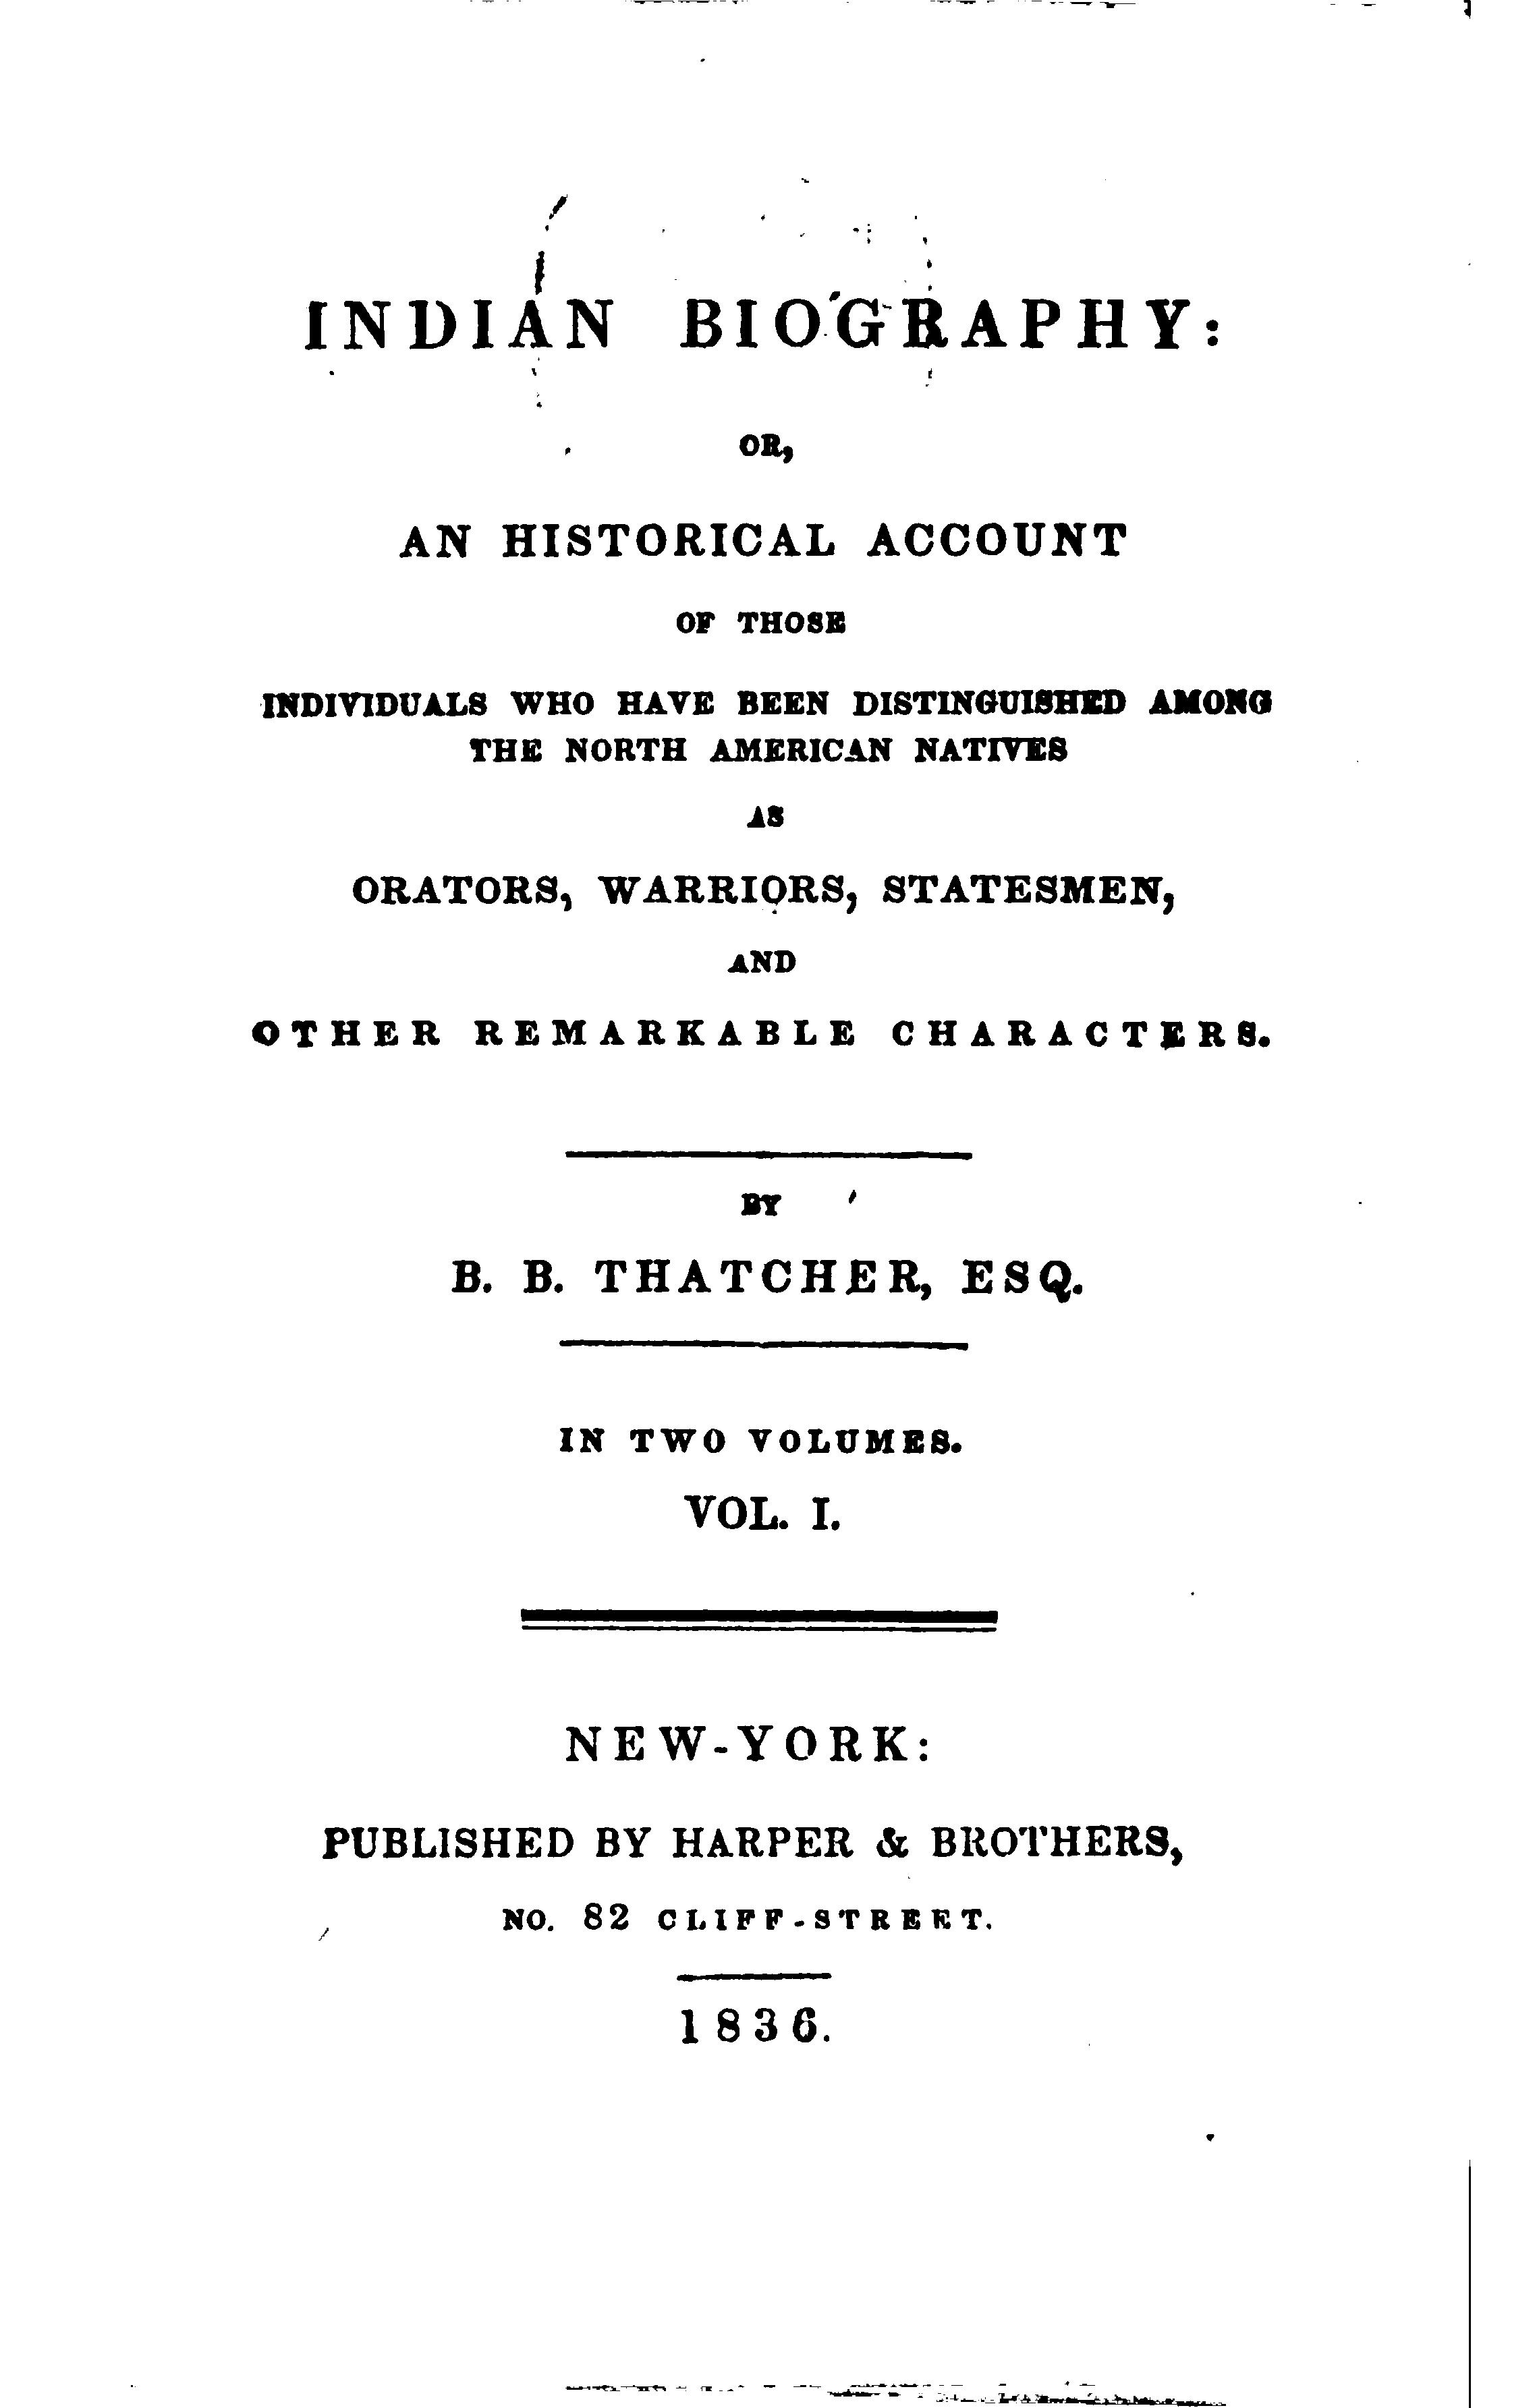 INDIAN BIOGRAPHY:
OR,
AN HISTORICAL ACCOUNT
OF THOSE
INDIVIDUALS WHO HAVE BEEN DISTINGUISHED AMONG
THE NORTH AMERICAN NATIVES
AS
ORATORS, WARRIORS, STATESMEN,
AND
OTHER REMARKABLE CHARACTERS.
BY
B. B. THATCHER, ESQ.
IN TWO VOLUMES.
VOL. I.
NEW-YORK:
PUBLISHED BY HARPER & BROTHERS,
NO. 82 CLIFF-STREET.
1836.